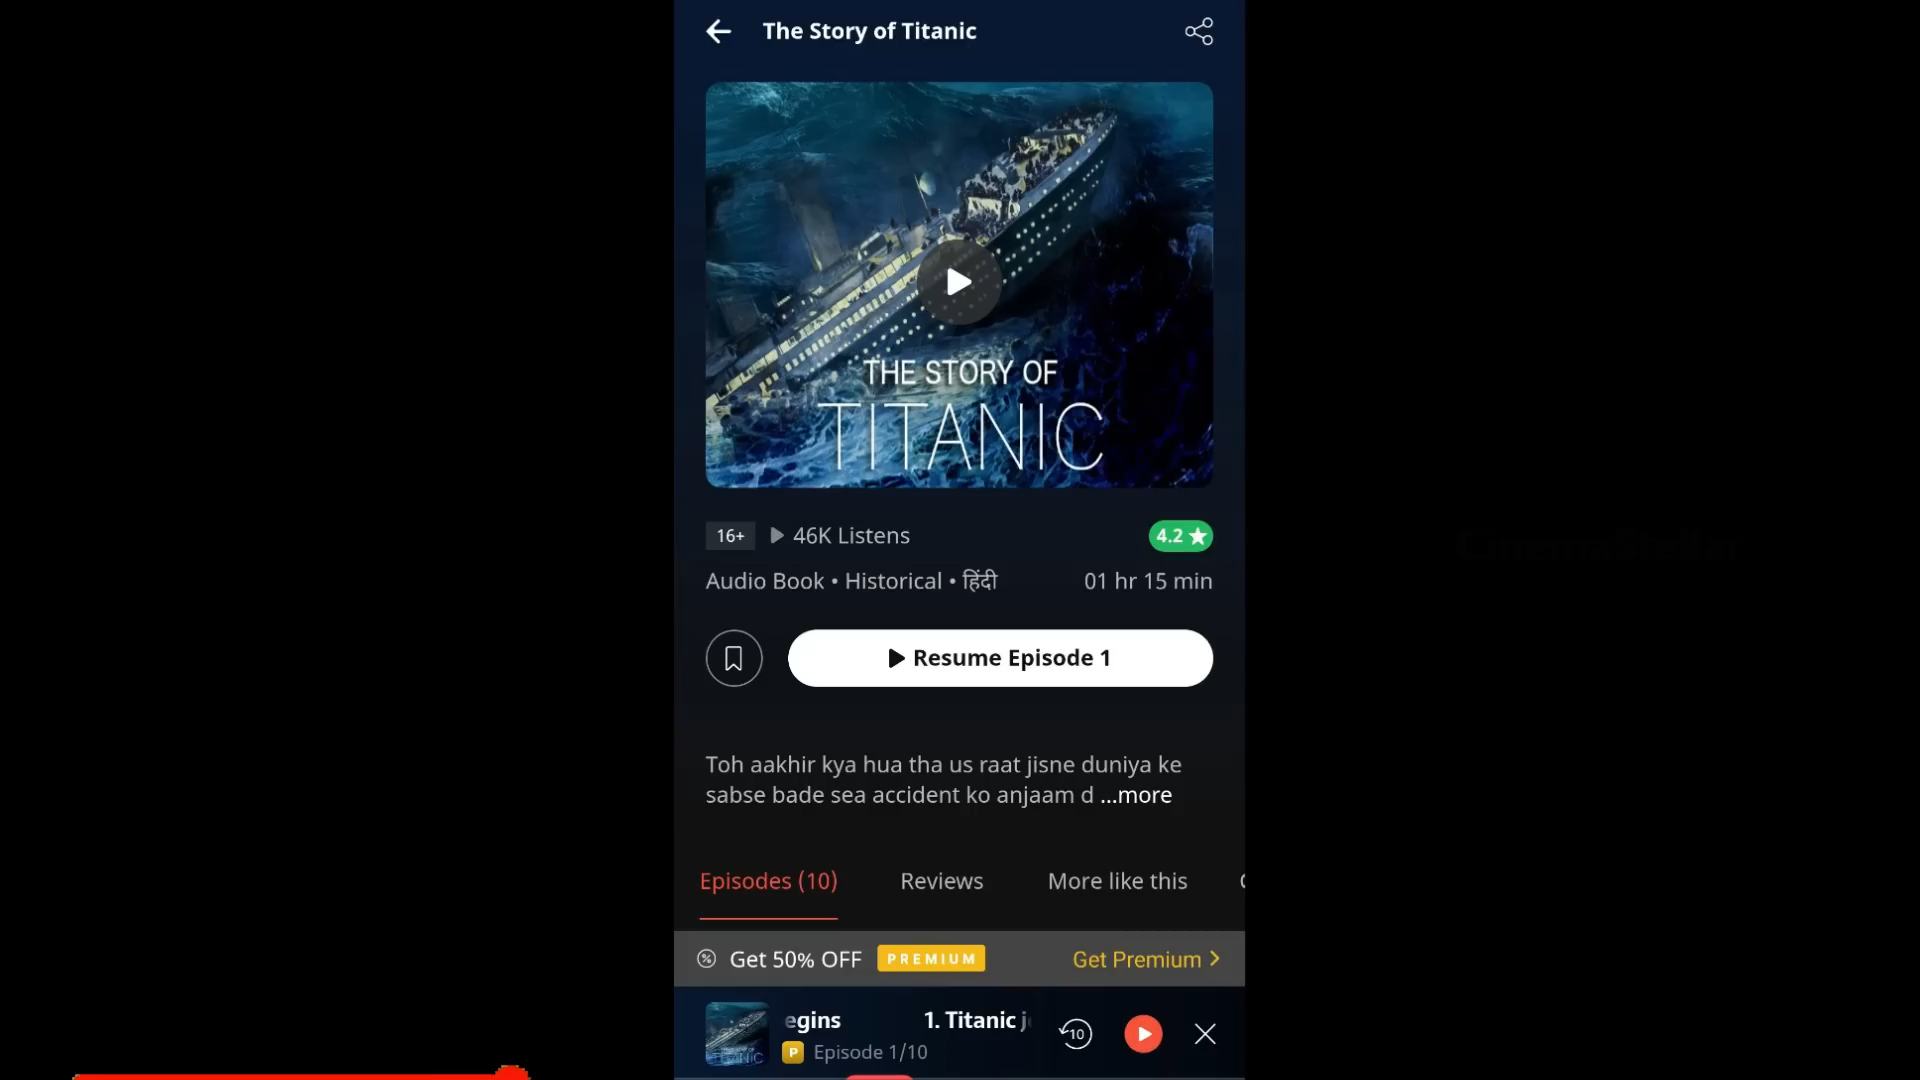 The Story of Titanic
THE STORY OF
TITANIC
16+ 46K Listens 4.2
Audio Book • Historical • हिंदी 01 hr 15 min
Resume Episode 1
Toh aakhir kya hua tha us raat jisne duniya ke
sabse bade sea accident ko anjaam d ...more
Episodes (10) Reviews More like this
Get 50% OFF PREMIUM Get Premium
egins 1. Titanic j 10
P Episode 1/10